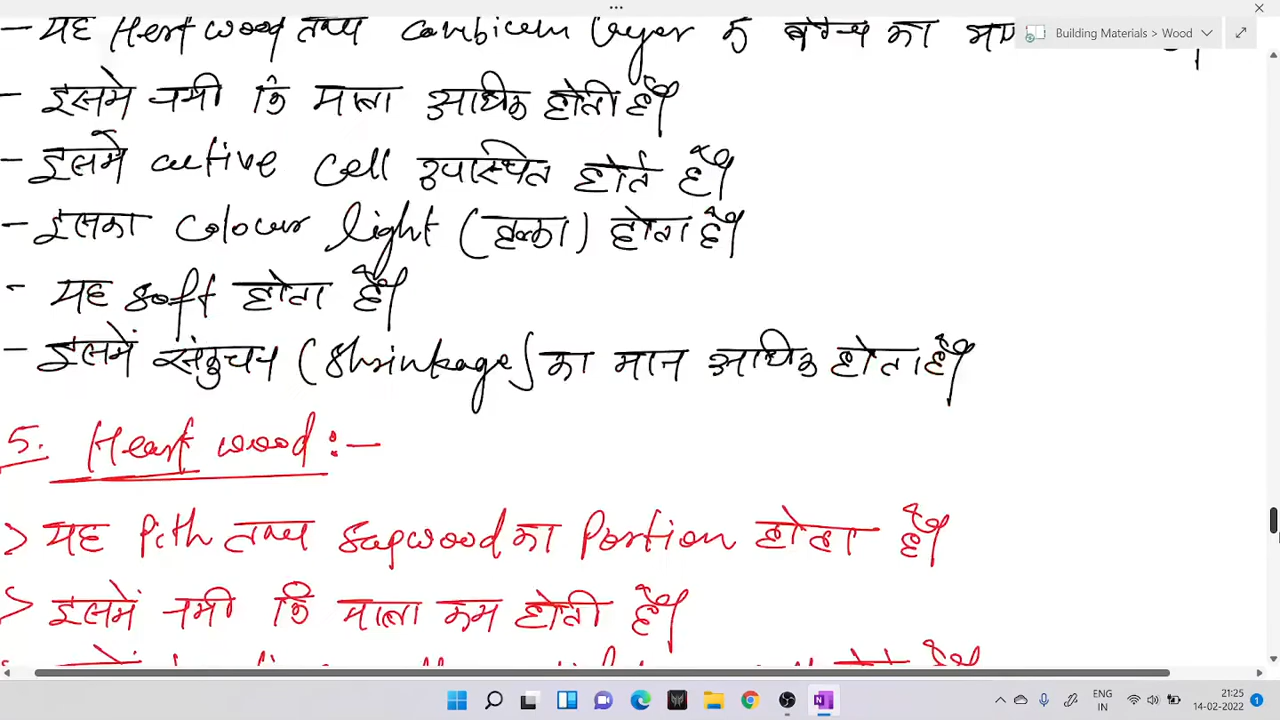 Building Materials > Wood
- यह Heartwood तथा cambium layer के बीच का
- इसमे नमी कि मात्रा अधिक होती है।
- इसमे active cell उपस्थित होते हैं।
- इसका colour light (हल्का) होता है।
- यह soft होता है।
- इसमें संकुचन (Shrinkage) का मान अधिक होता है।
5. Heart wood :-
> यह Pith तथा Sapwood का Portion होता है।
> इसमें नमी कि मात्रा कम होती है।
ENG
IN
21:25
14-02-2022
1